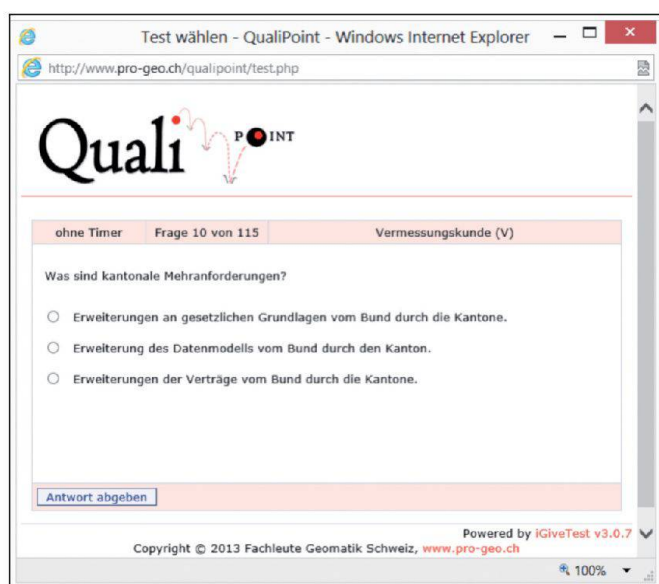 Test wählen - QualiPoint - Windows Internet Explorer
http://www.pro-geo.ch/qualipoint/test.php
Quali POINT
ohne Timer Frage 10 von 115 Vermessungskunde (V)
Was sind kantonale Mehranforderungen?
Erweiterungen an gesetzlichen Grundlagen vom Bund durch die Kantone.
Erweiterung des Datenmodells vom Bund durch den Kanton.
Erweiterungen der Verträge vom Bund durch die Kantone.
Antwort abgeben
Powered by iGiveTest v3.0.7
Copyright © 2013 Fachleute Geomatik Schweiz, www.pro-geo.ch
100%